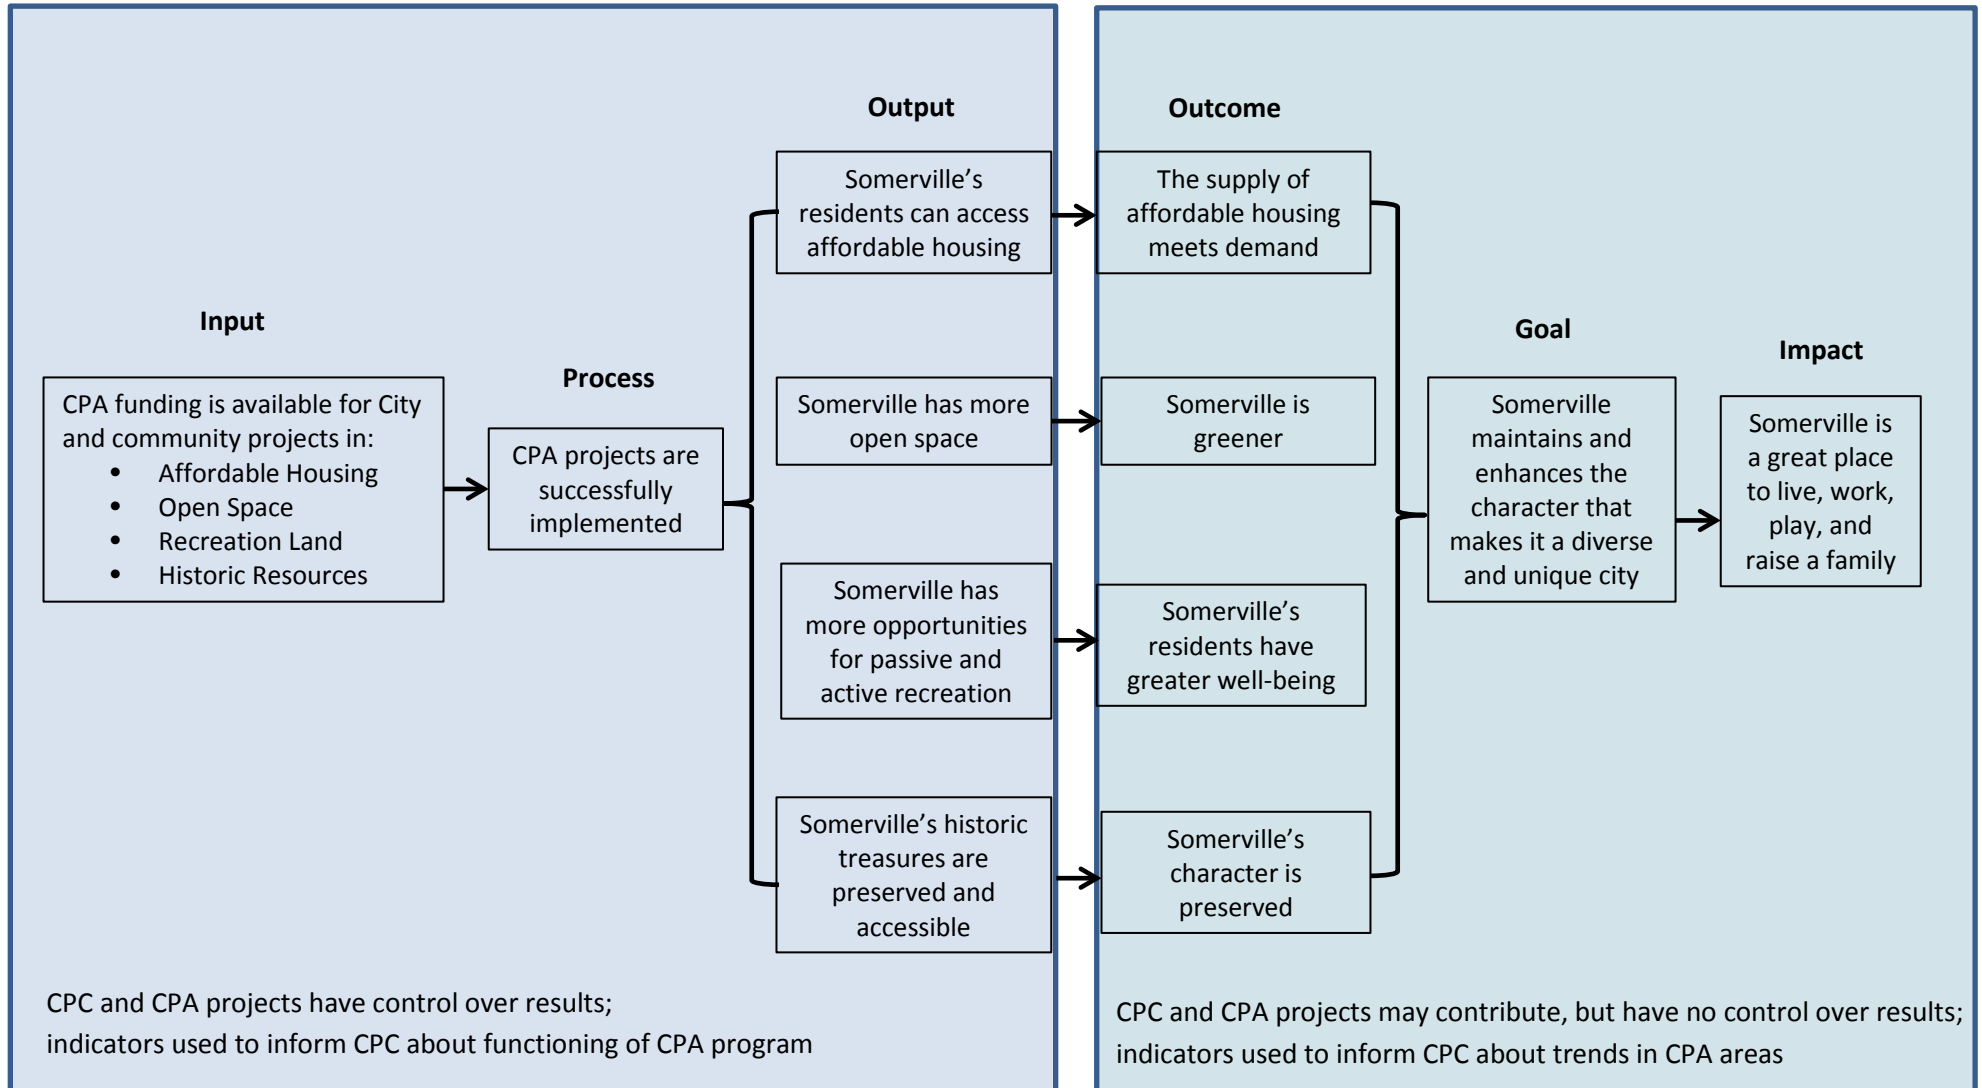 Input
CPA funding is available for City
and community projects in:
• Affordable Housing
• Open Space
• Recreation Land
• Historic Resources
Process
CPA projects are
successfully
implemented
Output
Somerville’s
residents can access
affordable housing
Somerville has more
open space
Somerville has
more opportunities
for passive and
active recreation
Somerville’s historic
treasures are
preserved and
accessible
CPC and CPA projects have control over results;
indicators used to inform CPC about functioning of CPA program
Outcome
The supply of
affordable housing
meets demand
Somerville is
greener
Somerville’s
residents have
greater well-being
Somerville’s
character is
preserved
Goal
Somerville
maintains and
enhances the
character that
makes it a diverse
and unique city
Impact
Somerville is
a great place
to live, work,
play, and
raise a family
CPC and CPA projects may contribute, but have no control over results;
indicators used to inform CPC about trends in CPA areas